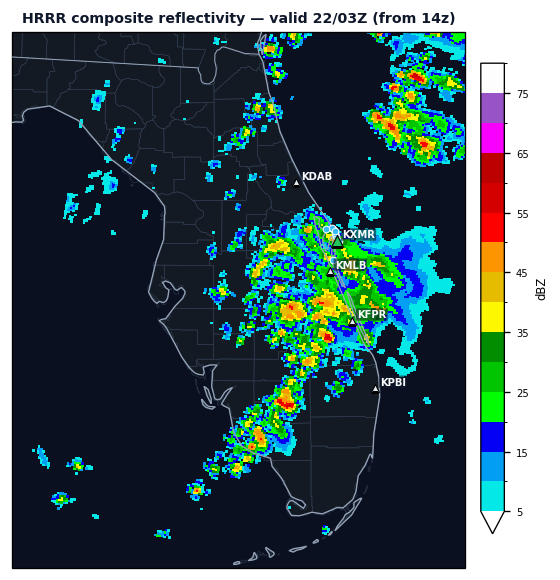 HRRR composite reflectivity — valid 22/03Z (from 14z)
KDAB
KXMR
KMLB
KFPR
KPBI
75
65
55
45
35
25
15
5
dBZ